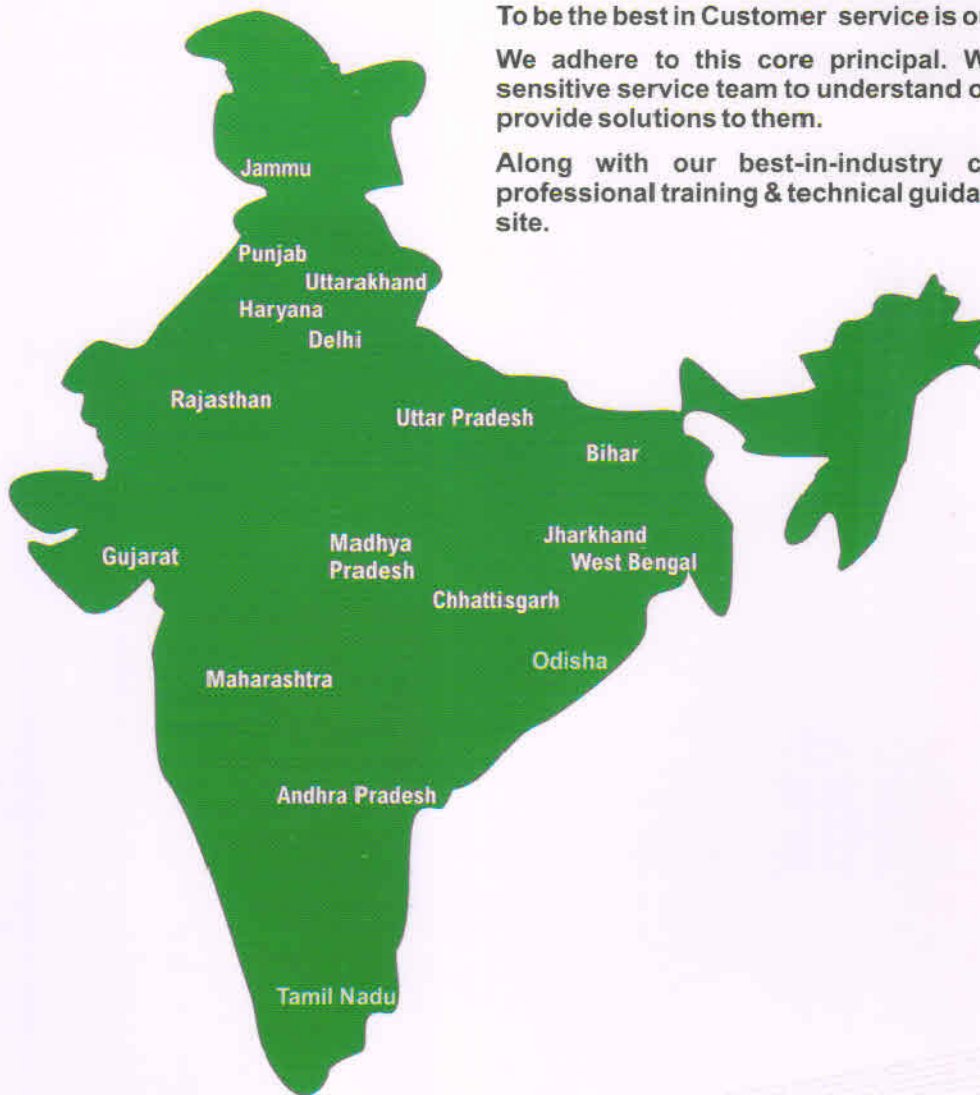 To be the best in Customer service is
We adhere to this core principal.
sensitive service team to understand
provide solutions to them.
Along with our best-in-industry
professional training & technical
site.
Jammu
Punjab
Uttarakhand
Haryana
Delhi
Rajasthan
Uttar Pradesh
Bihar
Gujarat
Madhya
Pradesh
Jharkhand
West Bengal
Chhattisgarh
Odisha
Maharashtra
Andhra Pradesh
Tamil Nadu